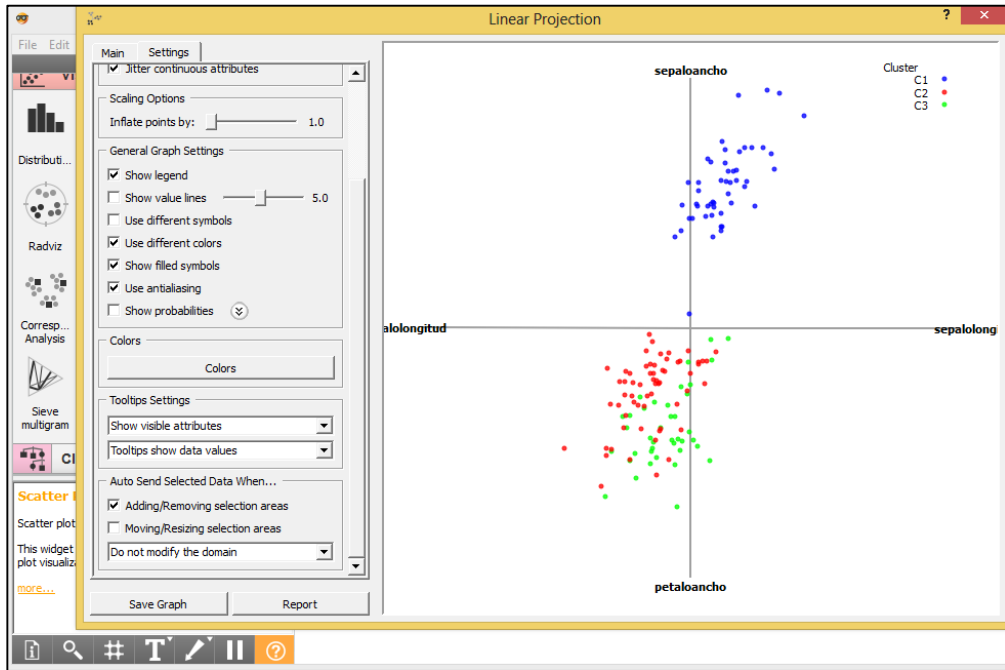 Linear Projection
?
X
File Edit
VI
Distributi...
Radviz
Corresp...
Analysis
Sieve
multigram
Cl
Scatter
Scatter plot
This widget
plot visualiza
more...
Main
Settings
Jitter continuous attributes
Scaling Options
Inflate points by:
1.0
General Graph Settings
Show legend
Show value lines
5.0
Use different symbols
Use different colors
Show filled symbols
Use antialiasing
Show probabilities
Colors
Colors
Tooltips Settings
Show visible attributes
Tooltips show data values
Auto Send Selected Data When...
Adding/Removing selection areas
Moving/Resizing selection areas
Do not modify the domain
Save Graph
Report
sepaloancho
Cluster
C1
C2
C3
alolongitud
sepalolong
petaloancho
i
#
T
?